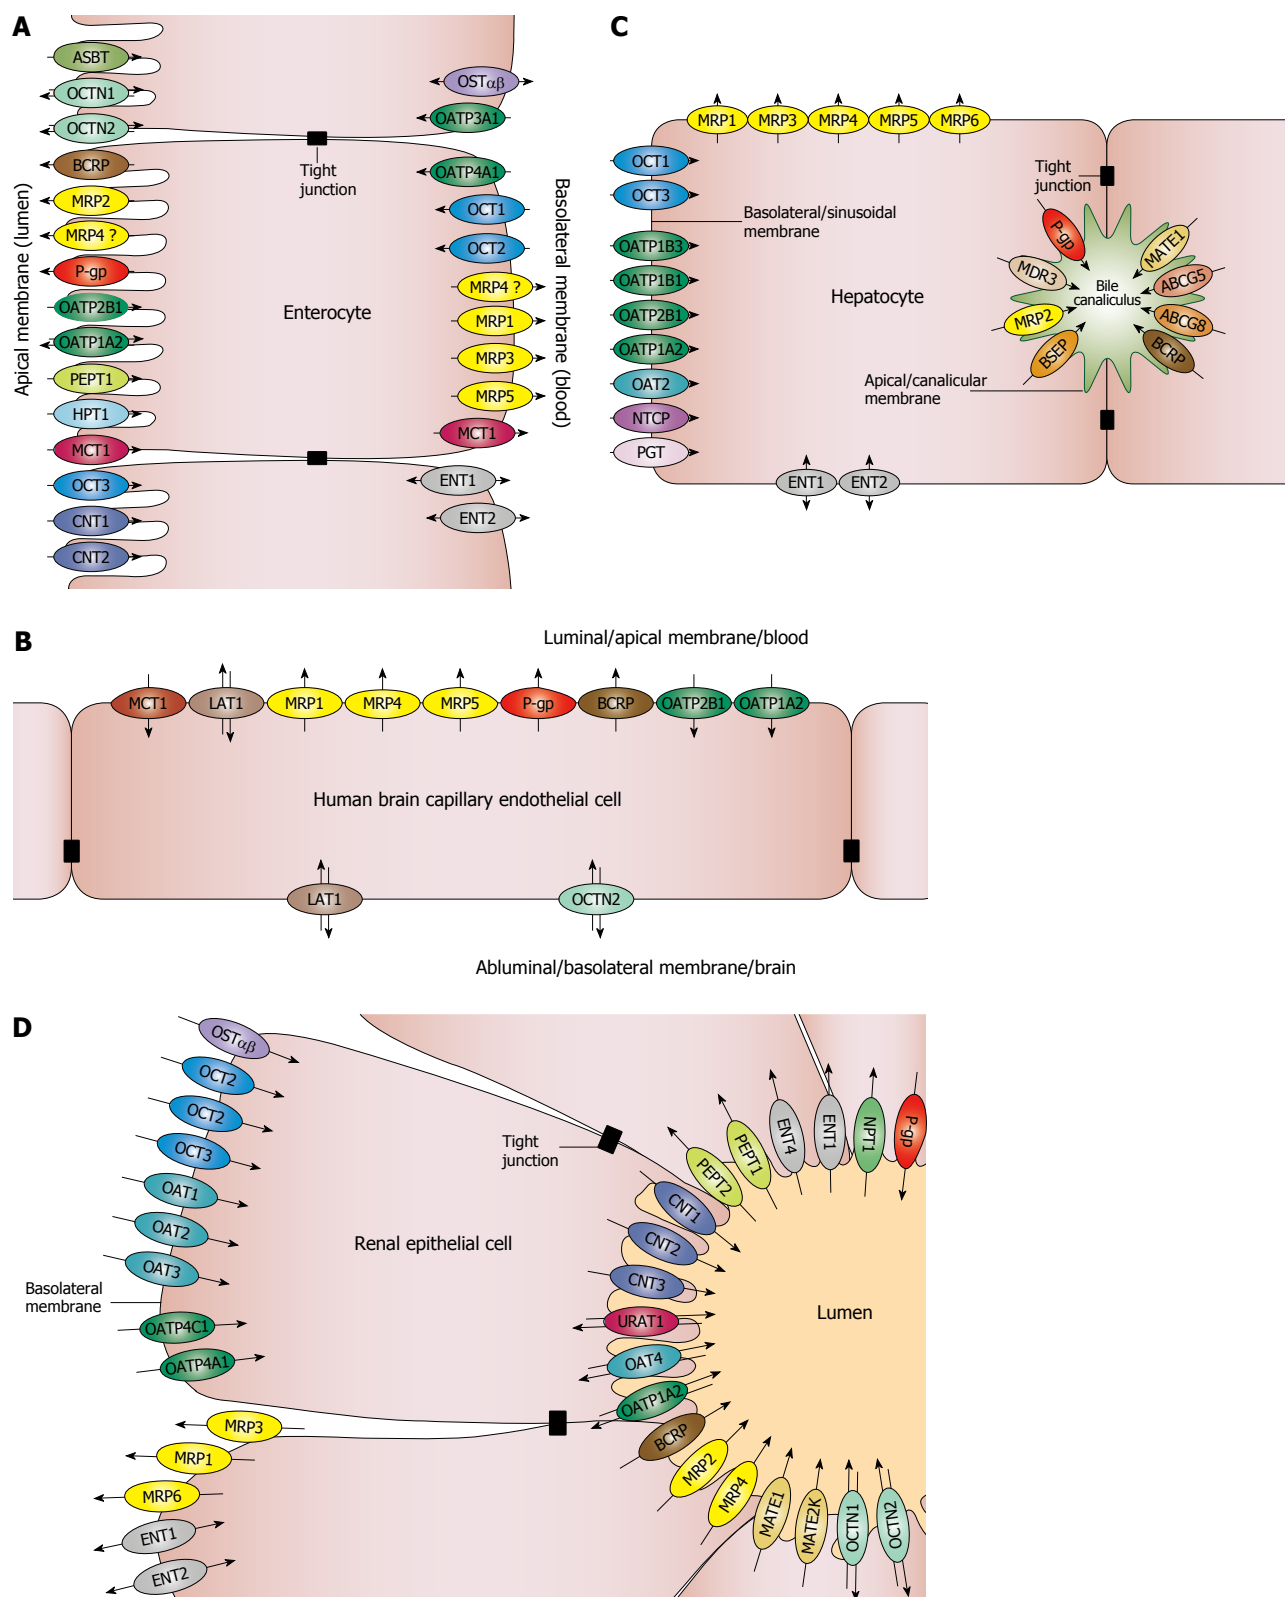 A
ASBT
OCTN1
OCTN2
BCRP
MRP2
MRP4 ?
P-gp
OATP2B1
OATP1A2
PEPT1
HPT1
MCT1
OCT3
CNT1
CNT2
Apical membrane (lumen)
Tight
junction
Enterocyte
OSTαβ
OATP3A1
OATP4A1
OCT1
OCT2
MRP4 ?
MRP1
MRP3
MRP5
MCT1
ENT1
ENT2
Basolateral membrane (blood)
C
MRP1
MRP3
MRP4
MRP5
MRP6
OCT1
OCT3
OATP1B3
OATP1B1
OATP2B1
OATP1A2
OAT2
NTCP
PGT
Basolateral/sinusoidal
membrane
Hepatocyte
Tight
junction
P-gp
MDR3
MRP2
BSEP
MATE1
ABCG5
ABCG8
BCRP
Bile
canaliculus
Apical/canalicular
membrane
ENT1
ENT2
B
Luminal/apical membrane/blood
MCT1
LAT1
MRP1
MRP4
MRP5
P-gp
BCRP
OATP2B1
OATP1A2
Human brain capillary endothelial cell
LAT1
OCTN2
Abluminal/basolateral membrane/brain
D
OSTαβ
OCT2
OCT2
OCT3
OAT1
OAT2
OAT3
Basolateral
membrane
OATP4C1
OATP4A1
MRP3
MRP1
MRP6
ENT1
ENT2
Tight
junction
Renal epithelial cell
PEPT2
PEPT1
ENT4
ENT1
NPT1
P-gp
CNT1
CNT2
CNT3
URAT1
OAT4
OATP1A2
BCRP
MRP2
MRP4
MATE1
MATE2K
OCTN1
OCTN2
Lumen